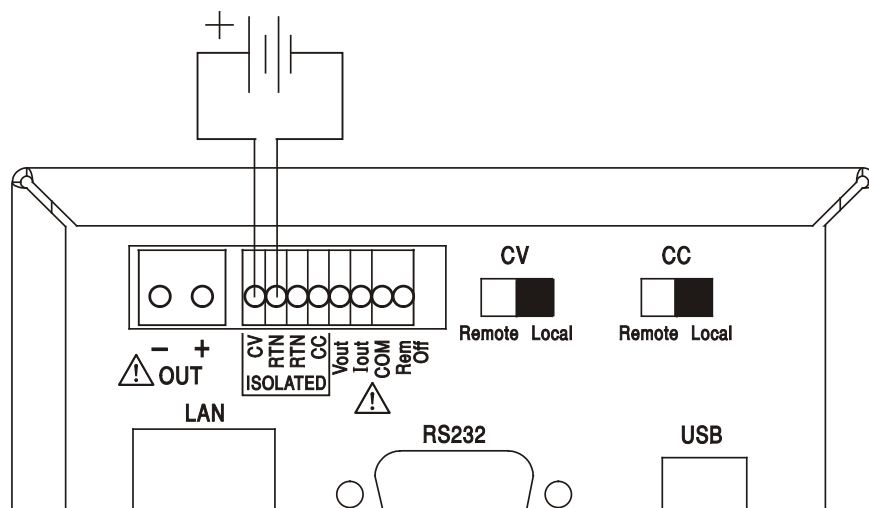 +
CV CC
Remote Local Remote Local
− +
OUT
CV RTN RTN CC Vout Iout COM Rem Off
ISOLATED
!
!
LAN
RS232
USB